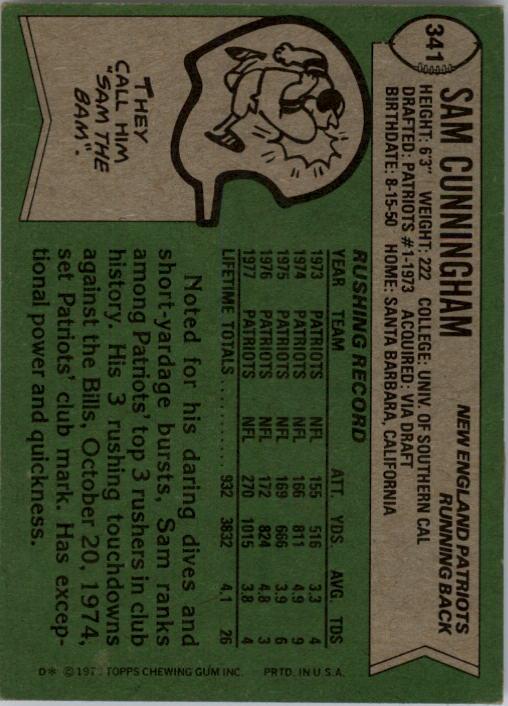 341
SAM CUNNINGHAM
NEW ENGLAND PATRIOTS
RUNNING BACK
HEIGHT: 6'3" WEIGHT: 222 COLLEGE: UNIV. OF SOUTHERN CAL
DRAFTED: PATRIOTS #1-1973 ACQUIRED: VIA DRAFT
BIRTHDATE: 8-15-50 HOME: SANTA BARBARA, CALIFORNIA
THEY
CALL HIM
"SAM THE
BAM".
RUSHING RECORD
YEAR TEAM ATT. YDS. AVG. TDS
1973 PATRIOTS NFL 155 516 3.3 4
1974 PATRIOTS NFL 166 811 4.9 9
1975 PATRIOTS NFL 169 666 3.9 6
1976 PATRIOTS NFL 172 824 4.8 3
1977 PATRIOTS NFL 270 1015 3.8 4
LIFETIME TOTALS .......... 932 3832 4.1 26
Noted for his daring dives and
short-yardage bursts, Sam ranks
among Patriots' top 3 rushers in club
history. His 3 rushing touchdowns
against the Bills, October 20, 1974,
set Patriots' club mark. Has excep-
tional power and quickness.
D* © TOPPS CHEWING GUM INC. PRTD. IN U.S.A.